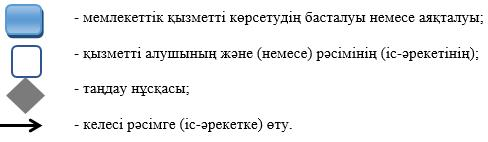 - мемлекеттік қызметті көрсетудің басталуы немесе аяқталуы;
- қызметті алушының және (немесе) рәсімінің (іс-әрекетінің);
- таңдау нұсқасы;
- келесі рәсімге (іс-әрекетке) өту.